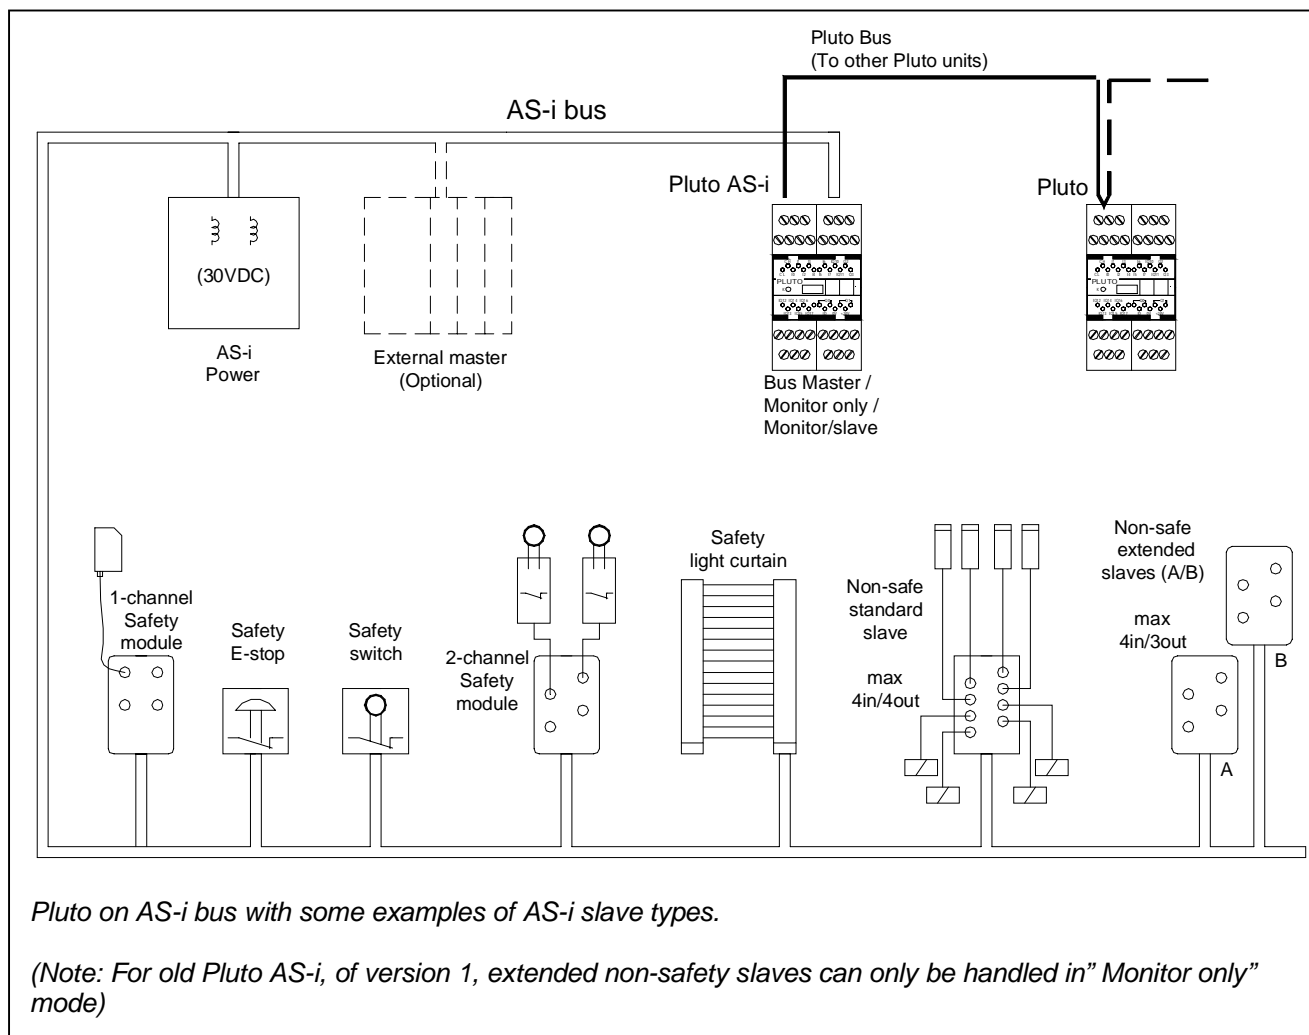 Pluto Bus
(To other Pluto units)
AS-i bus
Pluto AS-i
Pluto
(30VDC)
AS-i
Power
External master
(Optional)
PLUTO
PLUTO
Bus Master /
Monitor only /
Monitor/slave
1-channel
Safety
module
Safety
E-stop
Safety
switch
2-channel
Safety
module
Safety
light curtain
Non-safe
standard
slave
max
4in/4out
Non-safe
extended
slaves (A/B)
max
4in/3out
B
A
Pluto on AS-i bus with some examples of AS-i slave types.
(Note: For old Pluto AS-i, of version 1, extended non-safety slaves can only be handled in” Monitor only”
mode)